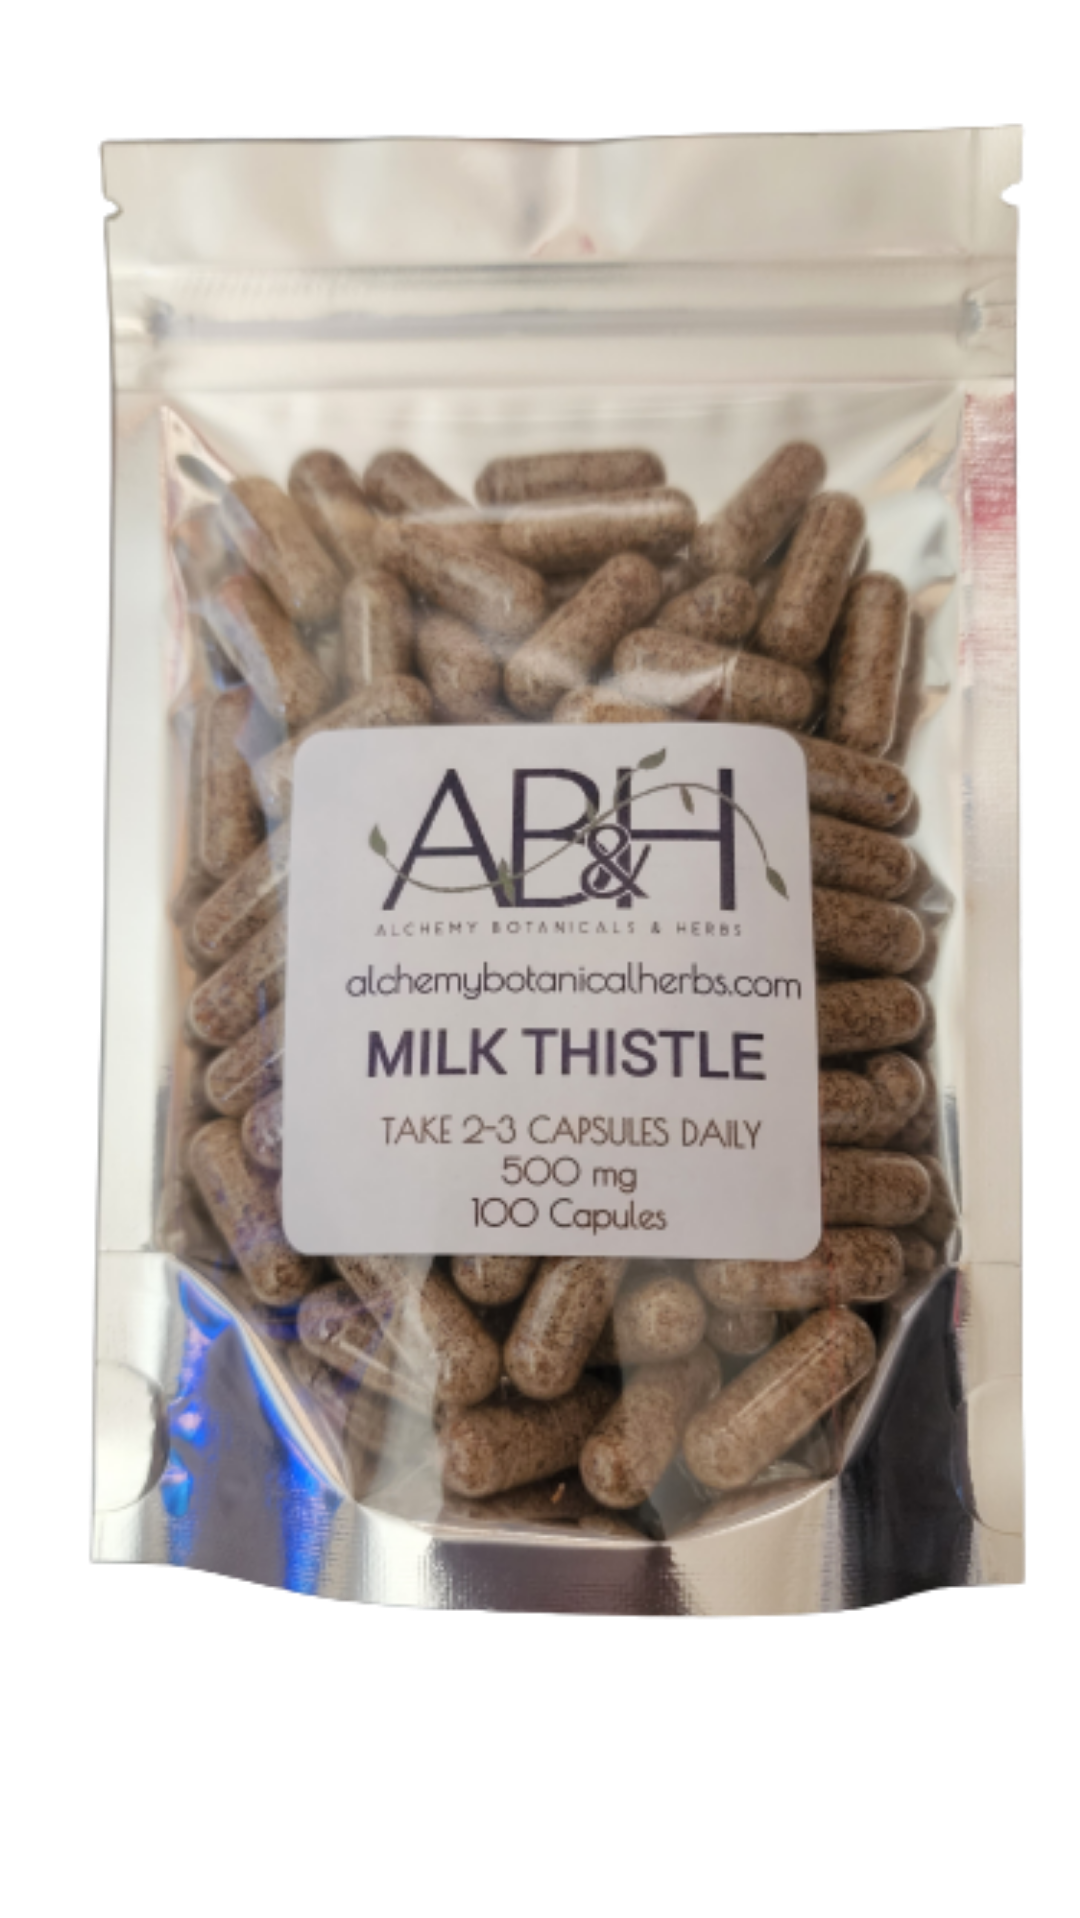 AB&H
ALCHEMY BOTANICALS & HERBS
alchemybotanicalherbs.com
MILK THISTLE
TAKE 2-3 CAPSULES DAILY
500 mg
100 Capules